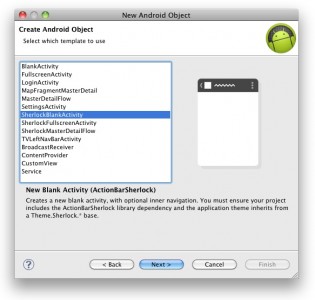 New Android Object
Create Android Object
Select which template to use
BlankActivity
FullscreenActivity
LoginActivity
MapFragmentMasterDetail
MasterDetailFlow
SettingsActivity
SherlockBlankActivity
SherlockFullscreenActivity
SherlockMasterDetailFlow
TVLeftNavBarActivity
BroadcastReceiver
ContentProvider
CustomView
Service
New Blank Activity (ActionBarSherlock)
Creates a new blank activity, with optional inner navigation. You must ensure your project
includes the ActionBarSherlock library dependency and the application theme inherits from
a Theme.Sherlock.* base.
?
< Back
Next >
Cancel
Finish